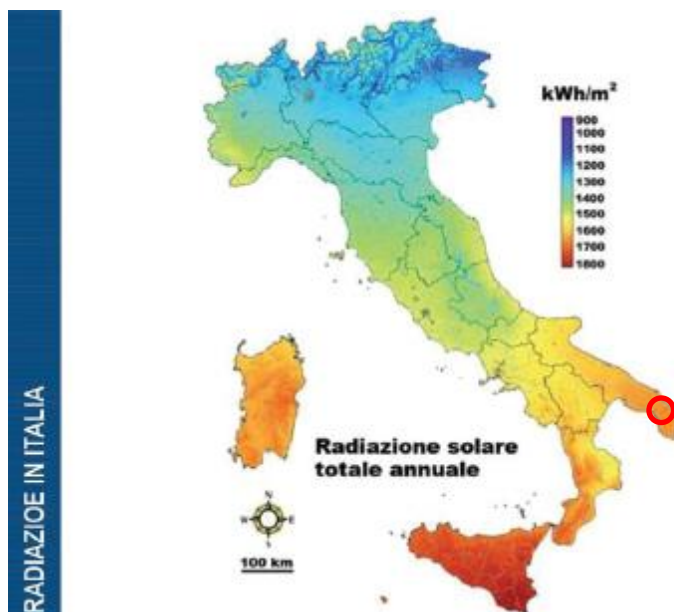 RADIAZIOE IN ITALIA
kWh/m²
900
1000
1100
1200
1300
1400
1500
1600
1700
1800
Radiazione solare
totale annuale
N
W E
S
100 km